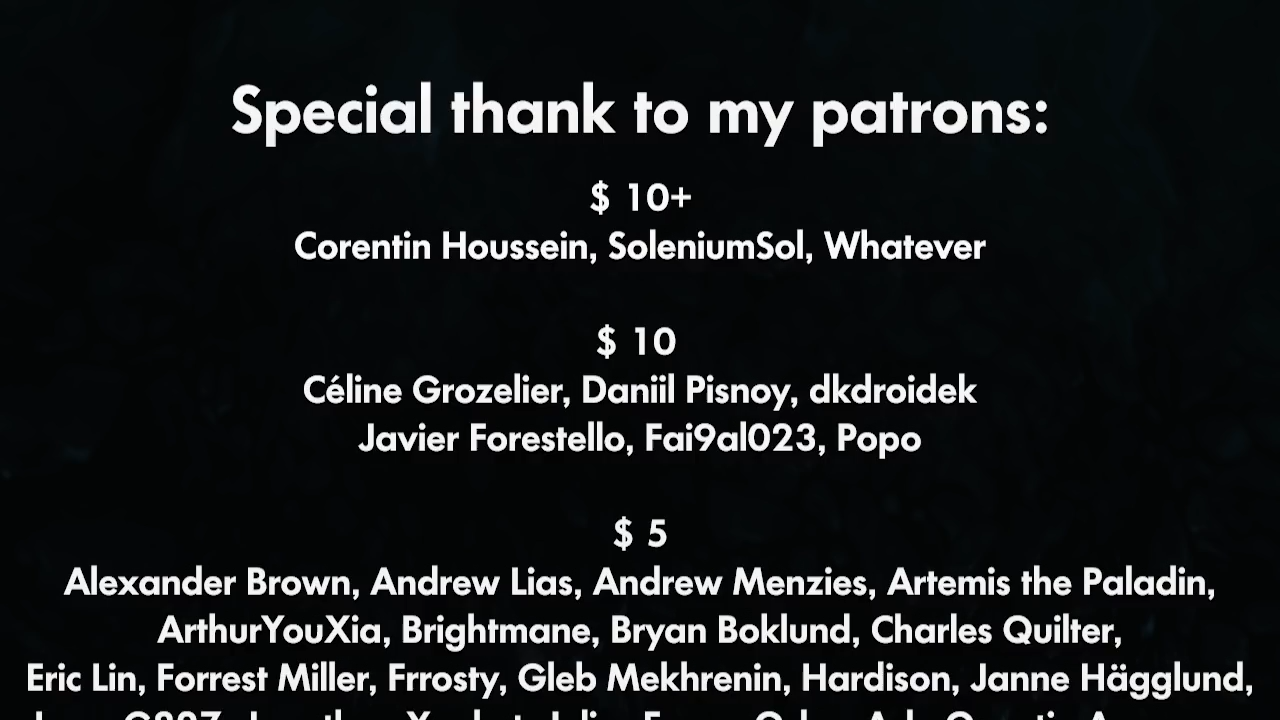 Special thank to my patrons:
$ 10+
Corentin Houssein, SoleniumSol, Whatever
$ 10
Céline Grozelier, Daniil Pisnoy, dkdroidek
Javier Forestello, Fai9al023, Popo
$ 5
Alexander Brown, Andrew Lias, Andrew Menzies, Artemis the Paladin,
ArthurYouXia, Brightmane, Bryan Boklund, Charles Quilter,
Eric Lin, Forrest Miller, Frrosty, Gleb Mekhrenin, Hardison, Janne Hägglund,